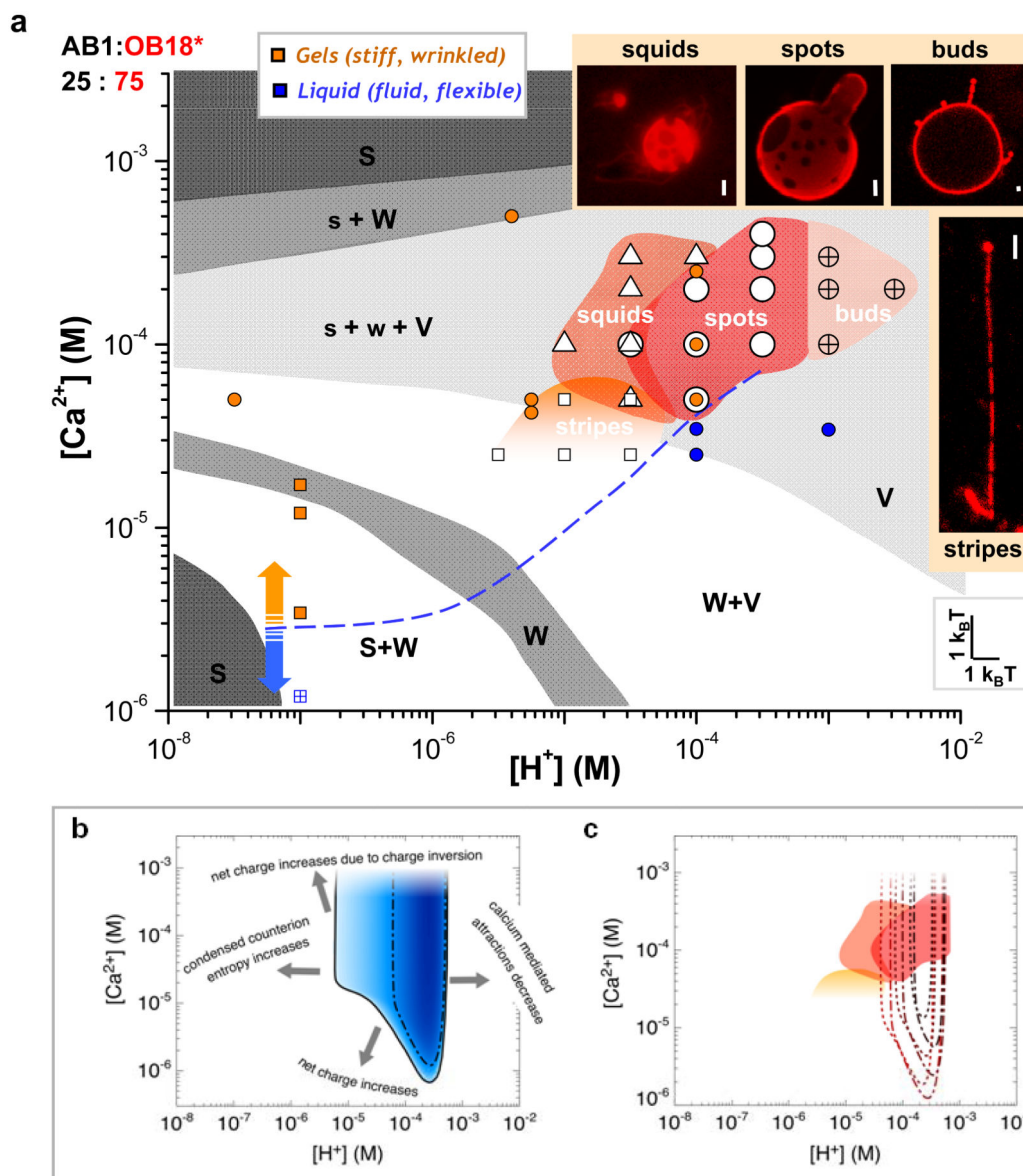 a
AB1:OB18*
25 : 75
Gels (stiff, wrinkled)
Liquid (fluid, flexible)
squids
spots
buds
S
s + W
s + w + V
squids
spots
buds
stripes
V
W+V
W
S+W
S
stripes
1 kBT
1 kBT
[Ca2+] (M)
10-3
10-4
10-5
10-6
10-8
10-6
10-4
10-2
[H+] (M)
b
net charge increases due to charge inversion
condensed counterion
entropy increases
calcium mediated
attractions decrease
net charge increases
[Ca2+] (M)
10-3
10-4
10-5
10-6
10-8
10-7
10-6
10-5
10-4
10-3
10-2
[H+] (M)
c
[Ca2+] (M)
10-3
10-4
10-5
10-6
10-8
10-7
10-6
10-5
10-4
10-3
10
[H+] (M)